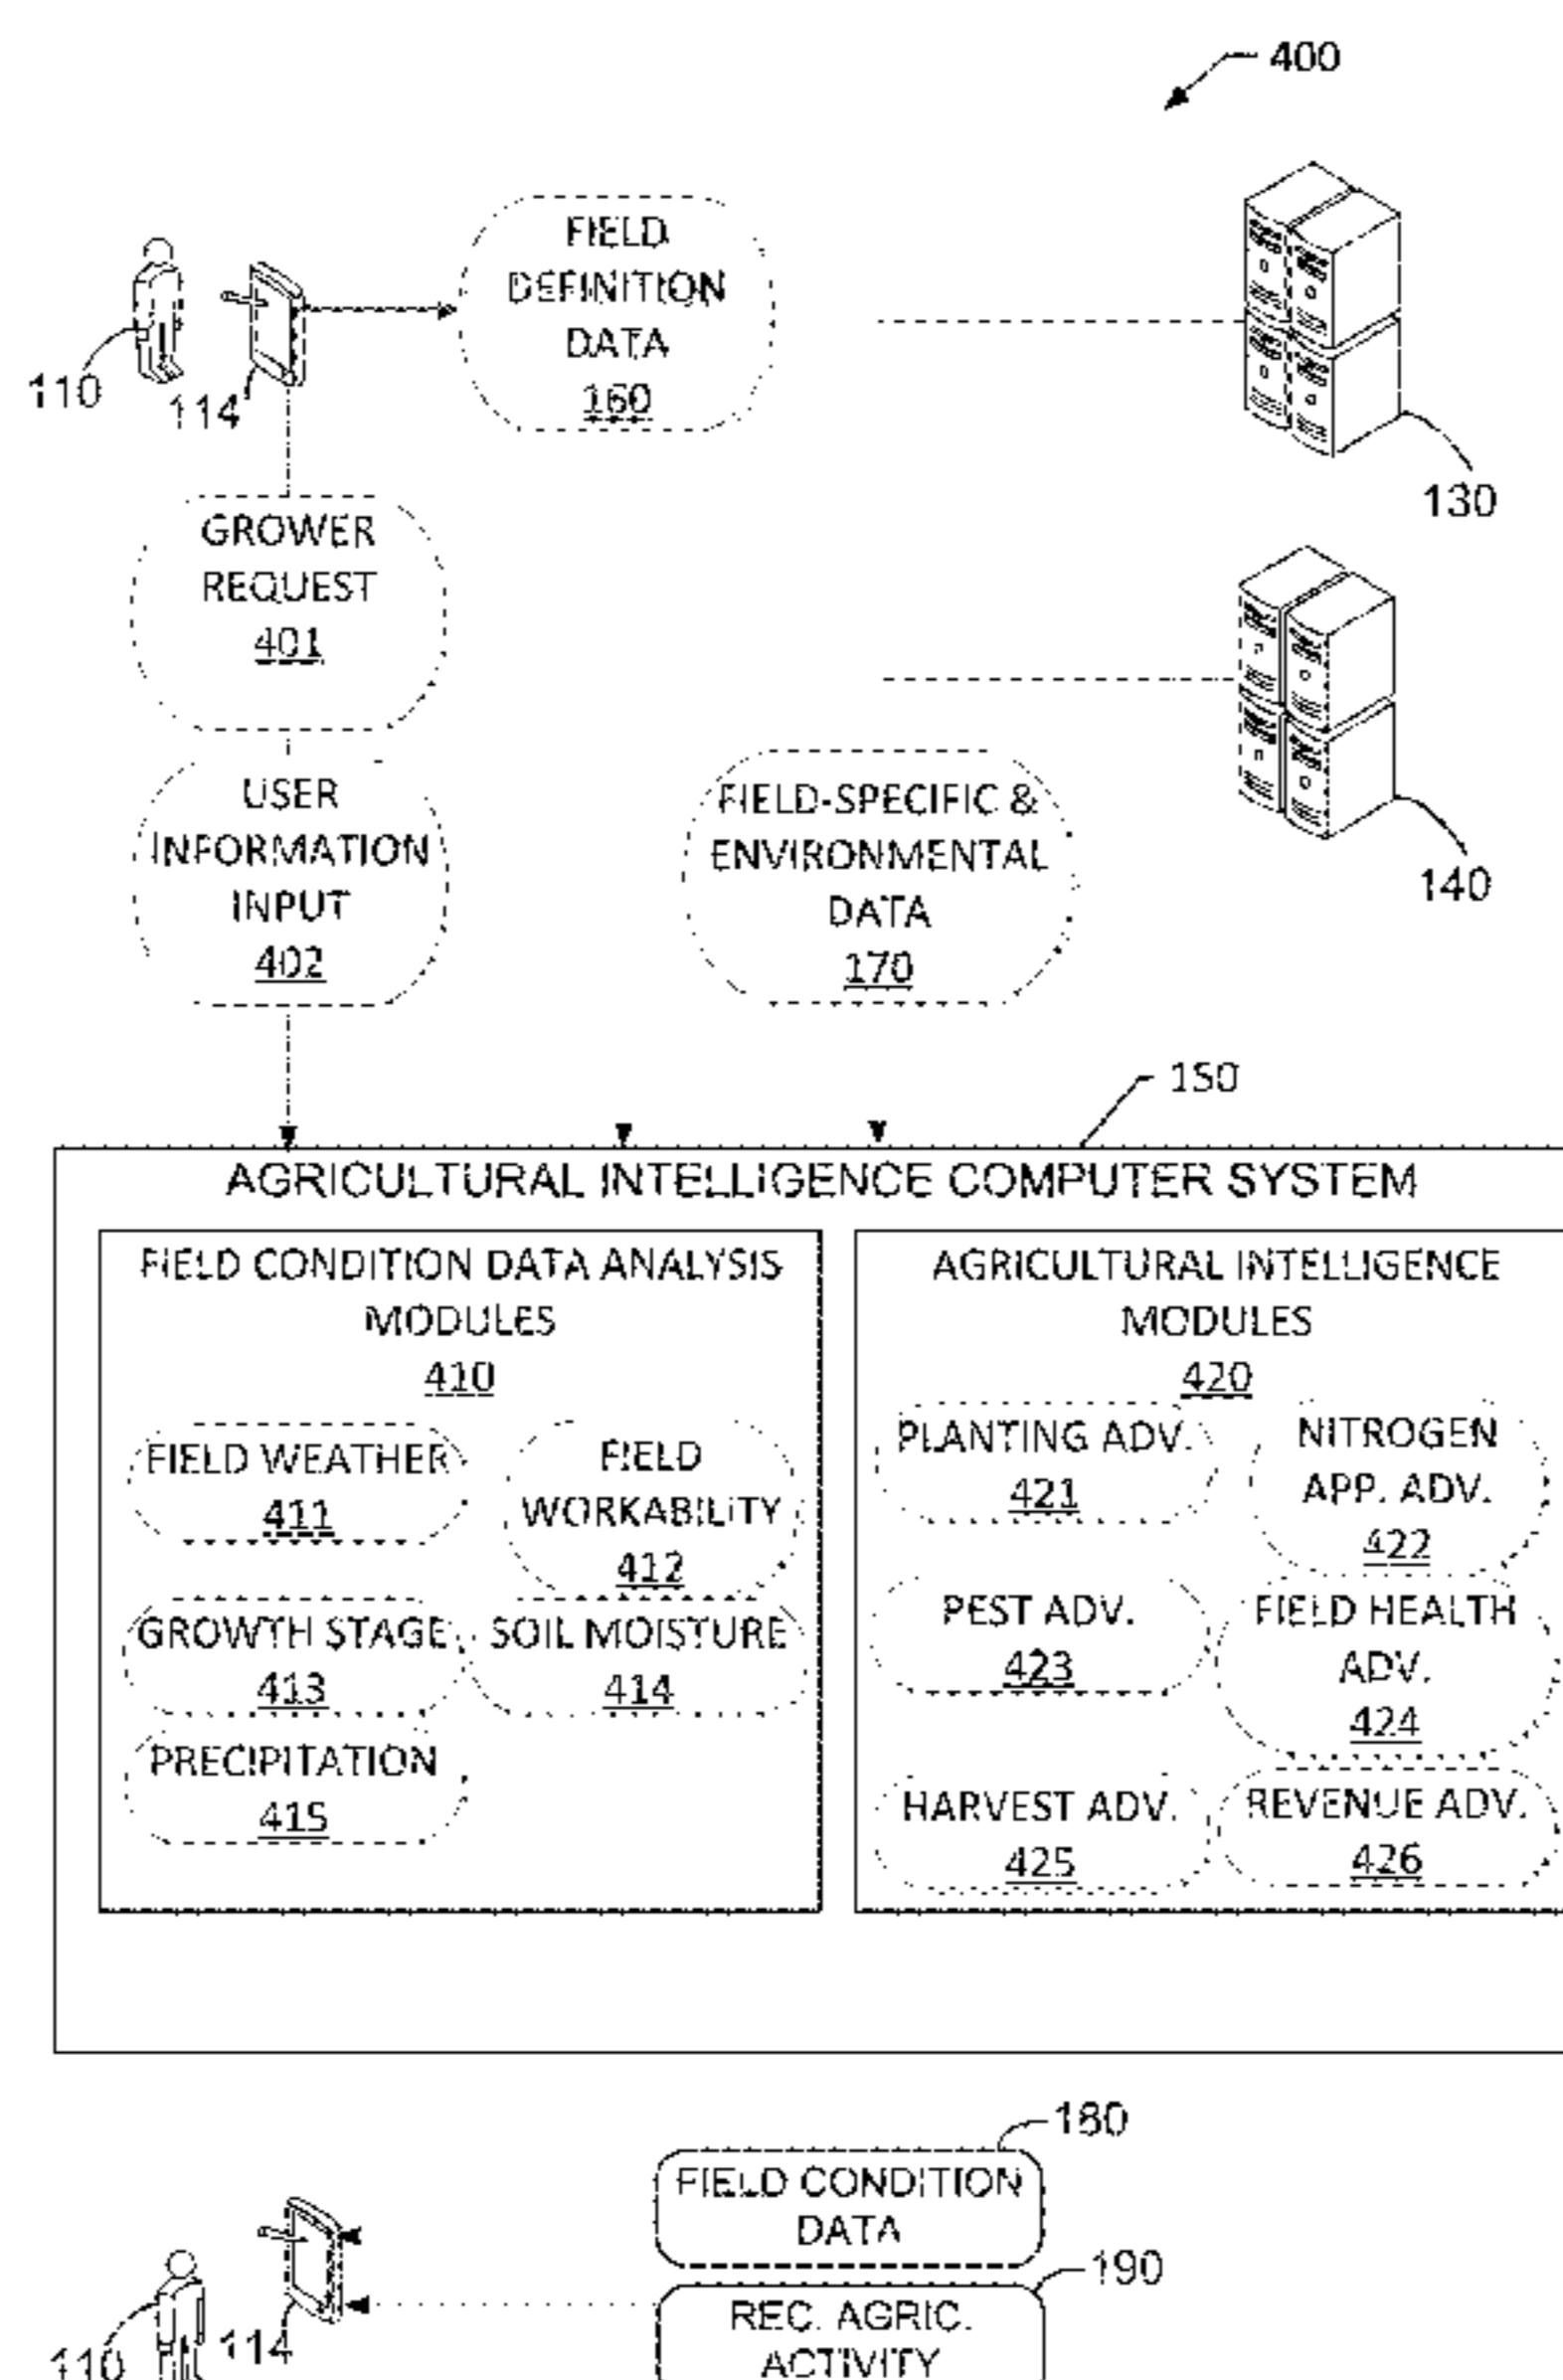 400
FIELD
DEFINITION
DATA
160
110
114
130
GROWER
REQUEST
401
USER
INFORMATION
INPUT
402
FIELD-SPECIFIC &
ENVIRONMENTAL
DATA
170
140
150
AGRICULTURAL INTELLIGENCE COMPUTER SYSTEM
FIELD CONDITION DATA ANALYSIS
MODULES
410
FIELD WEATHER
411
FIELD
WORKABILITY
412
GROWTH STAGE
413
SOIL MOISTURE
414
PRECIPITATION
415
AGRICULTURAL INTELLIGENCE
MODULES
420
PLANTING ADV.
421
NITROGEN
APP. ADV.
422
PEST ADV.
423
FIELD HEALTH
ADV.
424
HARVEST ADV.
425
REVENUE ADV.
426
180
FIELD CONDITION
DATA
190
REC. AGRIC.
ACTIVITY
114
110